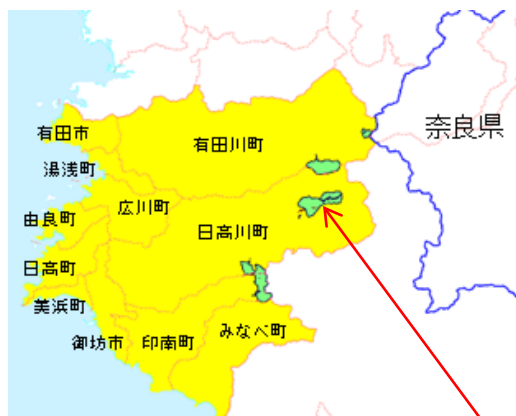 奈良県
有田市
有田川町
湯浅町
広川町
由良町
日高川町
日高町
美浜町
みなべ町
御坊市
印南町